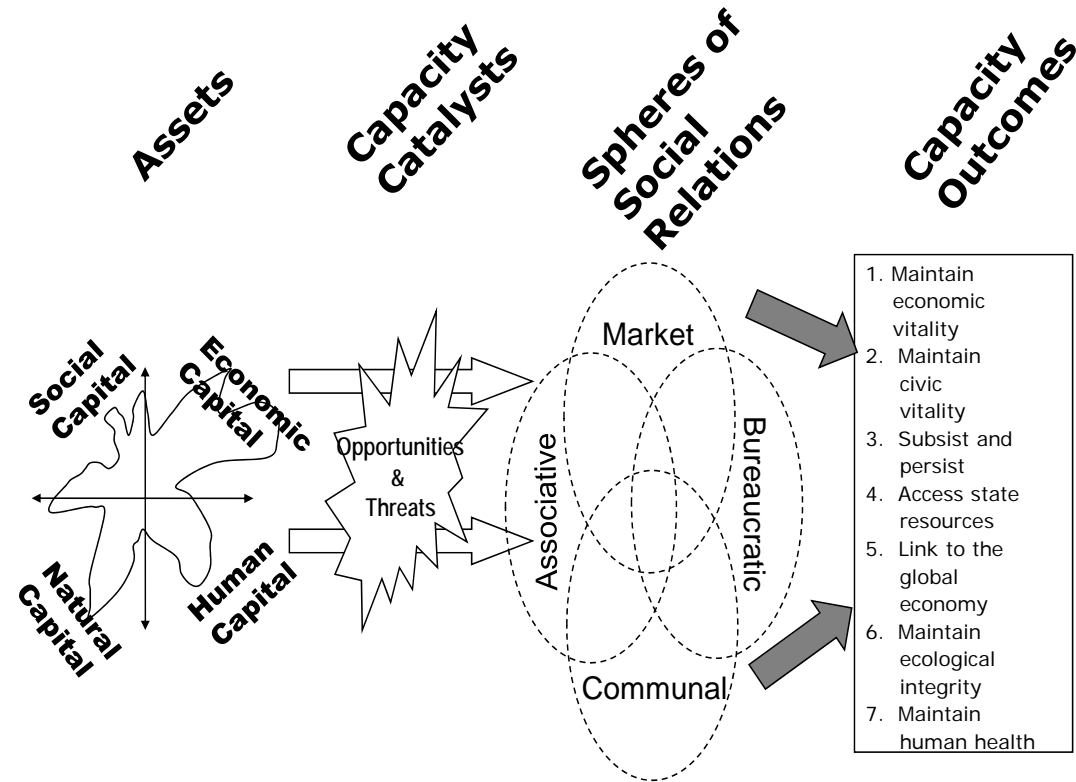 Assets
Capacity
Catalysts
Spheres of
Social
Relations
Capacity
Outcomes
Social
Capital
Economic
Capital
Natural
Capital
Human
Capital
Opportunities
&
Threats
Market
Associative
Bureaucratic
Communal
1. Maintain
economic
vitality
2. Maintain
civic
vitality
3. Subsist and
persist
4. Access state
resources
5. Link to the
global
economy
6. Maintain
ecological
integrity
7. Maintain
human health